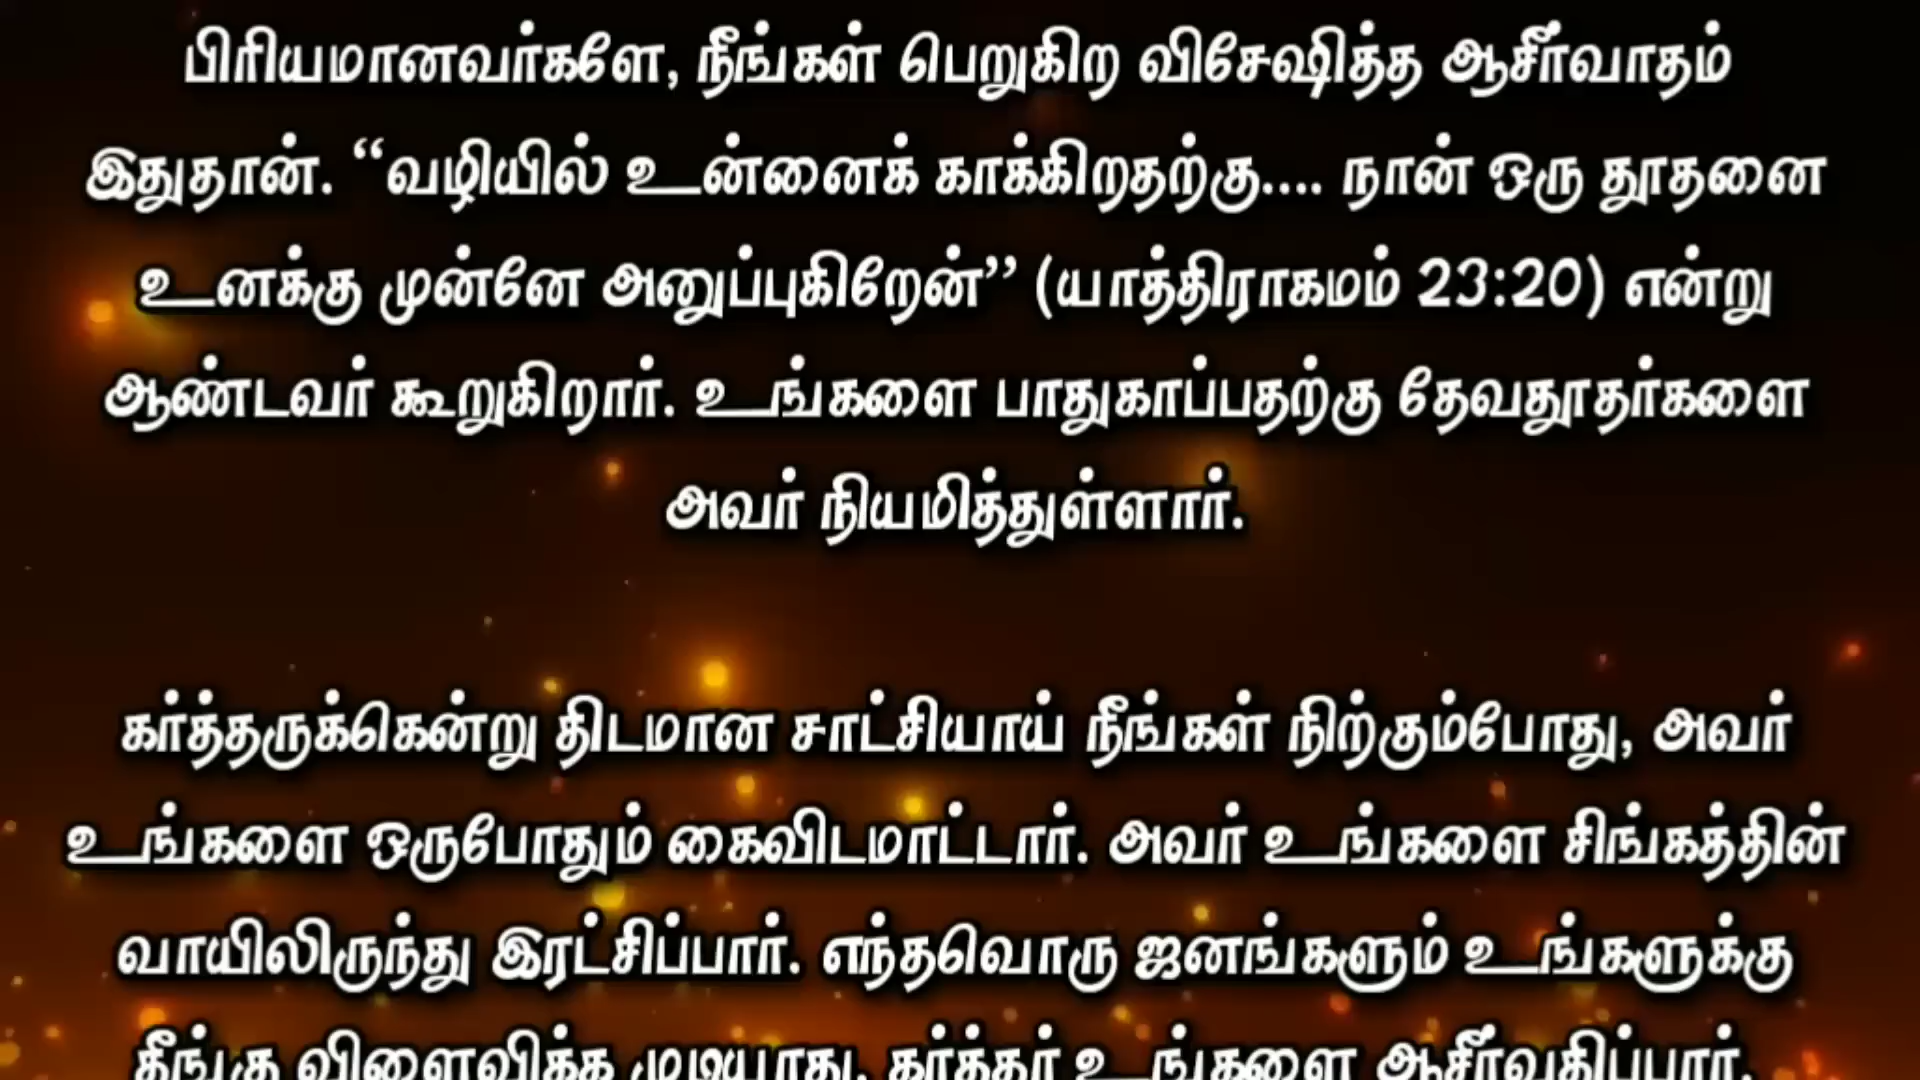 பிரியமானவர்களே, நீங்கள் பெறுகிற விசேஷித்த ஆசீர்வாதம்
இதுதான். “வழியில் உன்னைக் காக்கிறதற்கு.... நான் ஒரு தூதனை
உனக்கு முன்னே அனுப்புகிறேன்” (யாத்திராகமம் 23:20) என்று
ஆண்டவர் கூறுகிறார். உங்களை பாதுகாப்பதற்கு தேவதூதர்களை
அவர் நியமித்துள்ளார்.
கர்த்தருக்கென்று திடமான சாட்சியாய் நீங்கள் நிற்கும்போது, அவர்
உங்களை ஒருபோதும் கைவிடமாட்டார். அவர் உங்களை சிங்கத்தின்
வாயிலிருந்து இரட்சிப்பார். எந்தவொரு ஜனங்களும் உங்களுக்கு
தீங்கு விளைவிக்க முடியாது. கர்த்தர் உங்களை ஆசீர்வதிப்பார்.